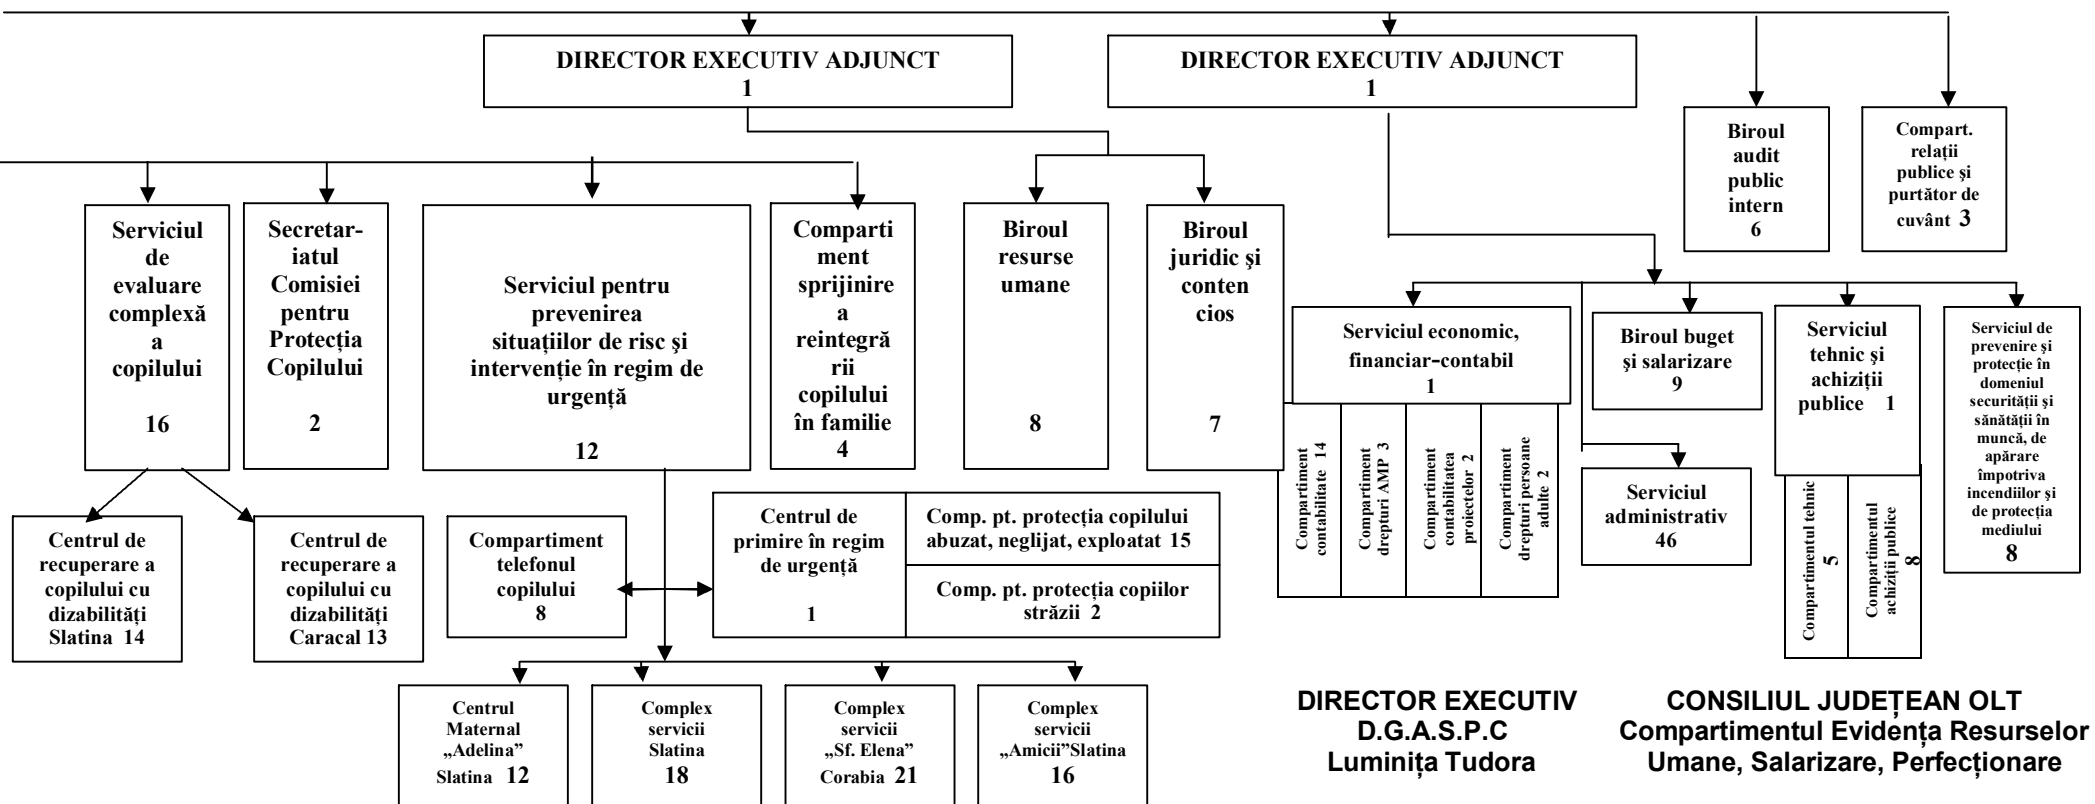 DIRECTOR EXECUTIV ADJUNCT
1
DIRECTOR EXECUTIV ADJUNCT
1
Biroul
audit
public
intern
6
Compart.
relații
publice şi
purtător de
cuvânt 3
Serviciul
de
evaluare
complexă
a
copilului
16
Secretar-
iatul
Comisiei
pentru
Protecția
Copilului
2
Serviciul pentru
prevenirea
situațiilor de risc şi
intervenție în regim de
urgență
12
Comparti
ment
sprijinire
a
reintegră
rii
copilului
în familie
4
Biroul
resurse
umane
8
Biroul
juridic şi
conten
cios
7
Serviciul economic,
financiar-contabil
1
Compartiment
contabilitate 14
Compartiment
drepturi AMP 3
Compartiment
contabilitatea
proiectelor 2
Compartiment
drepturi persoane
adulte 2
Biroul buget
şi salarizare
9
Serviciul
administrativ
46
Serviciul
tehnic şi
achiziții
publice 1
Compartimentul tehnic
5
Compartimentul
achiziții publice
8
Serviciul de
prevenire şi
protecție în
domeniul
securității şi
sănătății în
muncă, de
apărare
împotriva
incendiilor şi
de protecția
mediului
8
Centrul de
recuperare a
copilului cu
dizabilități
Slatina 14
Centrul de
recuperare a
copilului cu
dizabilități
Caracal 13
Compartiment
telefonul
copilului
8
Centrul de
primire în regim
de urgență
1
Comp. pt. protecția copilului
abuzat, neglijat, exploatat 15
Comp. pt. protecția copiilor
străzii 2
Centrul
Maternal
„Adelina”
Slatina 12
Complex
servicii
Slatina
18
Complex
servicii
„Sf. Elena”
Corabia 21
Complex
servicii
„Amicii”Slatina
16
DIRECTOR EXECUTIV
D.G.A.S.P.C
Luminița Tudora
CONSILIUL JUDEȚEAN OLT
Compartimentul Evidența Resurselor
Umane, Salarizare, Perfecționare